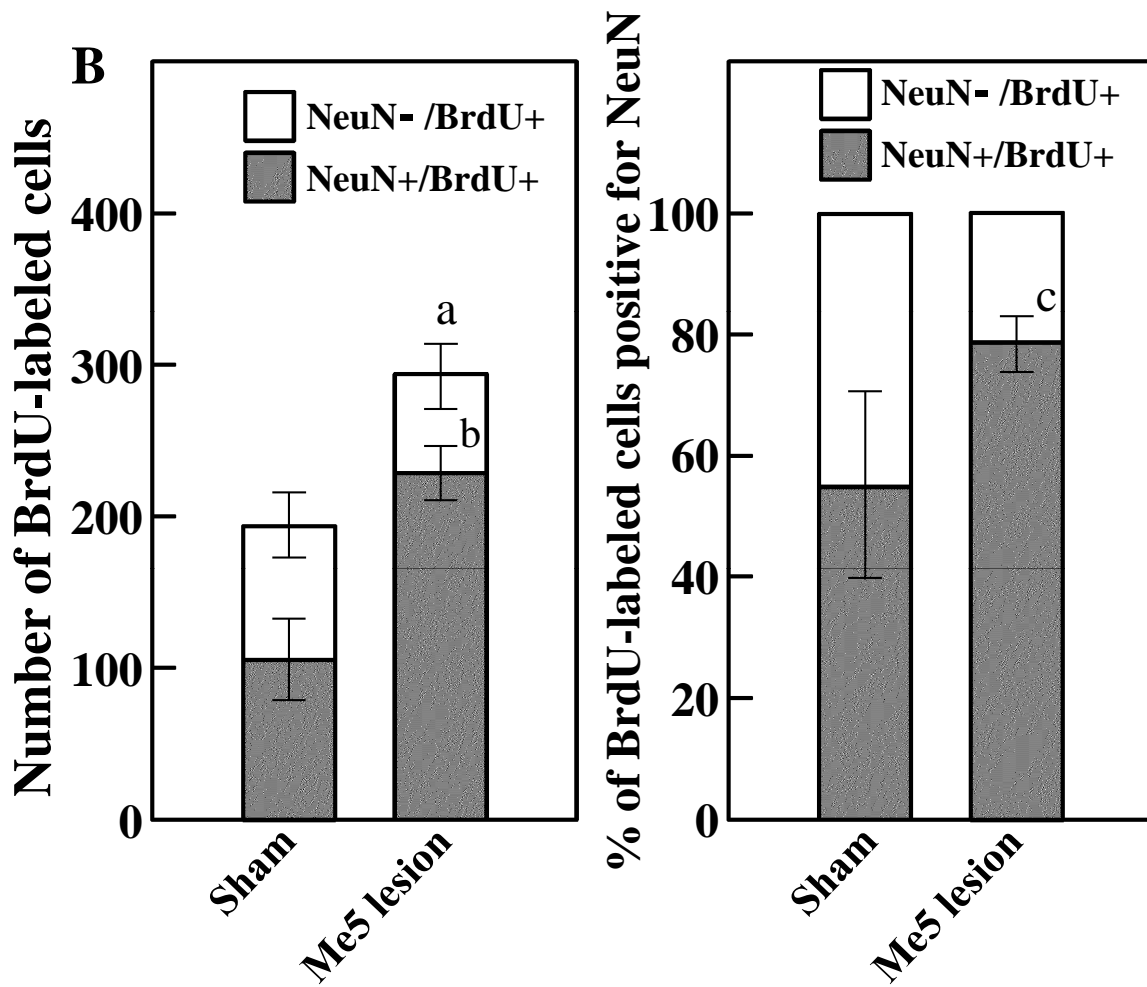 B
Number of BrdU-labeled cells
NeuN- /BrdU+
NeuN+/BrdU+
400
300
200
100
0
a
b
Sham
Me5 lesion
% of BrdU-labeled cells positive for NeuN
NeuN- /BrdU+
NeuN+/BrdU+
100
80
60
40
20
0
c
Sham
Me5 lesion